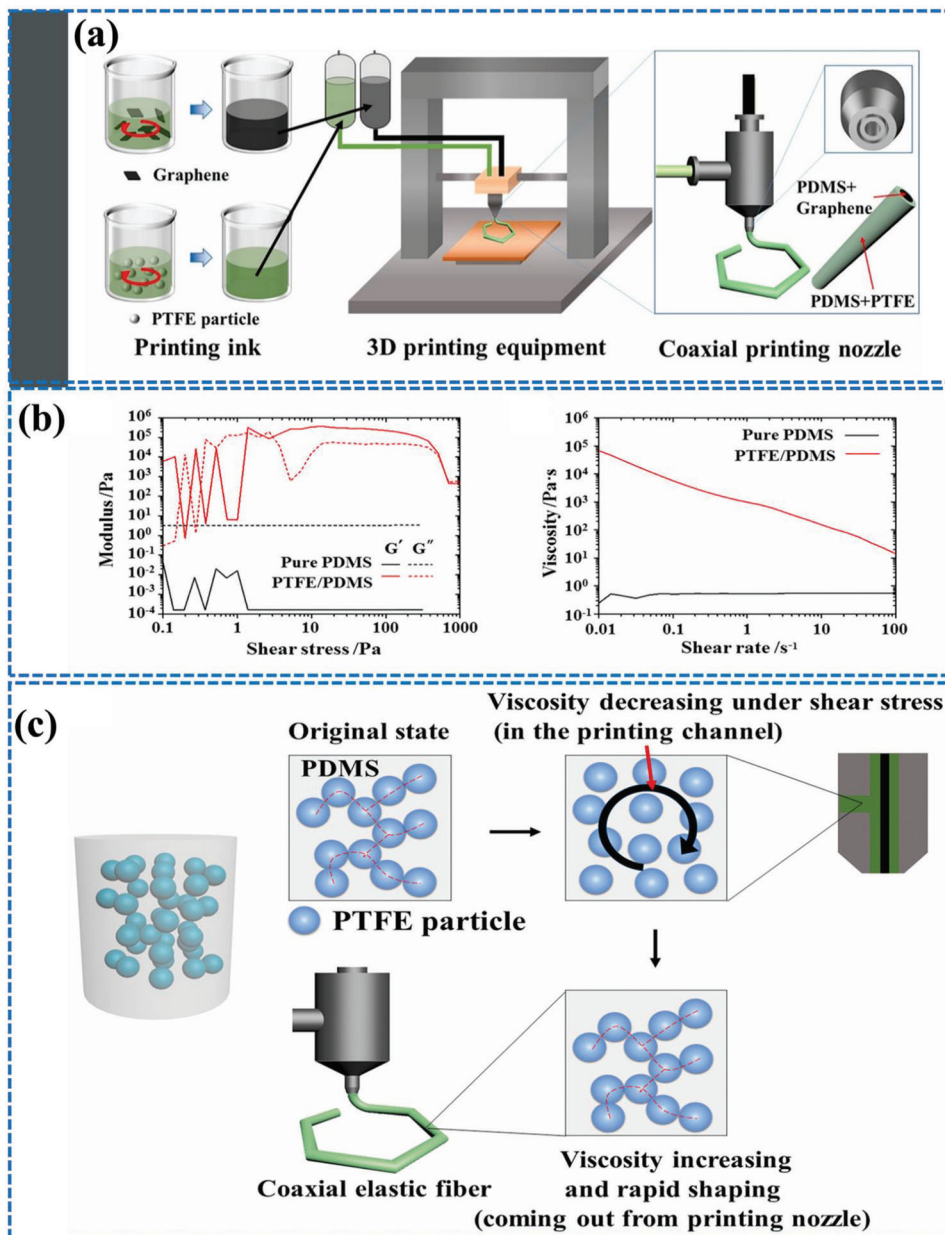 (a)
Graphene
PTFE particle
Printing ink
3D printing equipment
PDMS+
Graphene
PDMS+PTFE
Coaxial printing nozzle
(b)
Modulus /Pa
10⁶
10⁵
10⁴
10³
10²
10¹
10⁰
10⁻¹
10⁻²
10⁻³
10⁻⁴
G′ G″
Pure PDMS
PTFE/PDMS
0.1 1 10 100 1000
Shear stress/Pa
Viscosity /Pa·s
10⁶
10⁵
10⁴
10³
10²
10¹
10⁰
10⁻¹
Pure PDMS
PTFE/PDMS
0.01 0.1 1 10 100
Shear rate /s⁻¹
(c)
Original state
PDMS
PTFE particle
Viscosity decreasing under shear stress
(in the printing channel)
Coaxial elastic fiber
Viscosity increasing
and rapid shaping
(coming out from printing nozzle)